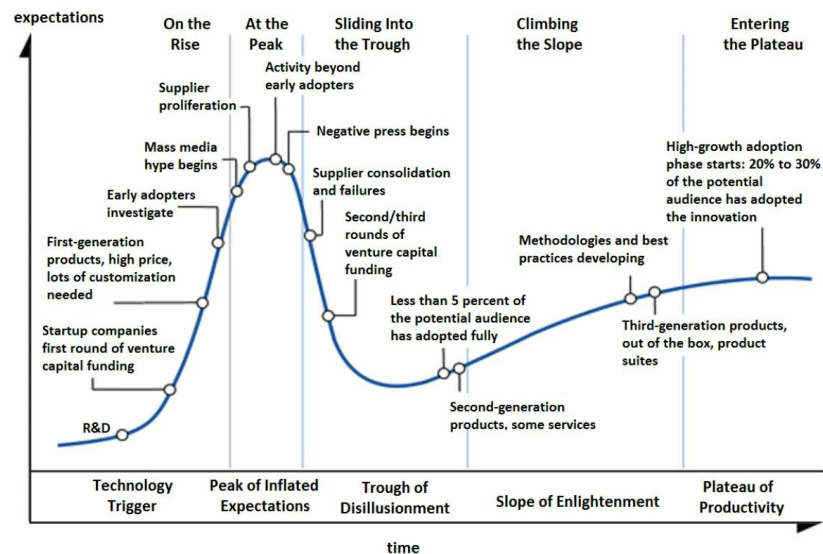 expectations
On the
Rise
At the
Peak
Sliding Into
the Trough
Climbing
the Slope
Entering
the Plateau
Activity beyond
early adopters
Supplier
proliferation
Negative press begins
Mass media
hype begins
High-growth adoption
phase starts: 20% to 30%
of the potential
audience has adopted
the innovation
Supplier consolidation
and failures
Early adopters
investigate
Second/third
rounds of
venture capital
funding
First-generation
products, high price,
lots of customization
needed
Methodologies and best
practices developing
Less than 5 percent of
the potential audience
has adopted fully
Startup companies
first round of venture
capital funding
Third-generation products,
out of the box, product
suites
Second-generation
products, some services
R&D
Technology
Trigger
Peak of Inflated
Expectations
Trough of
Disillusionment
Slope of Enlightenment
Plateau of
Productivity
time